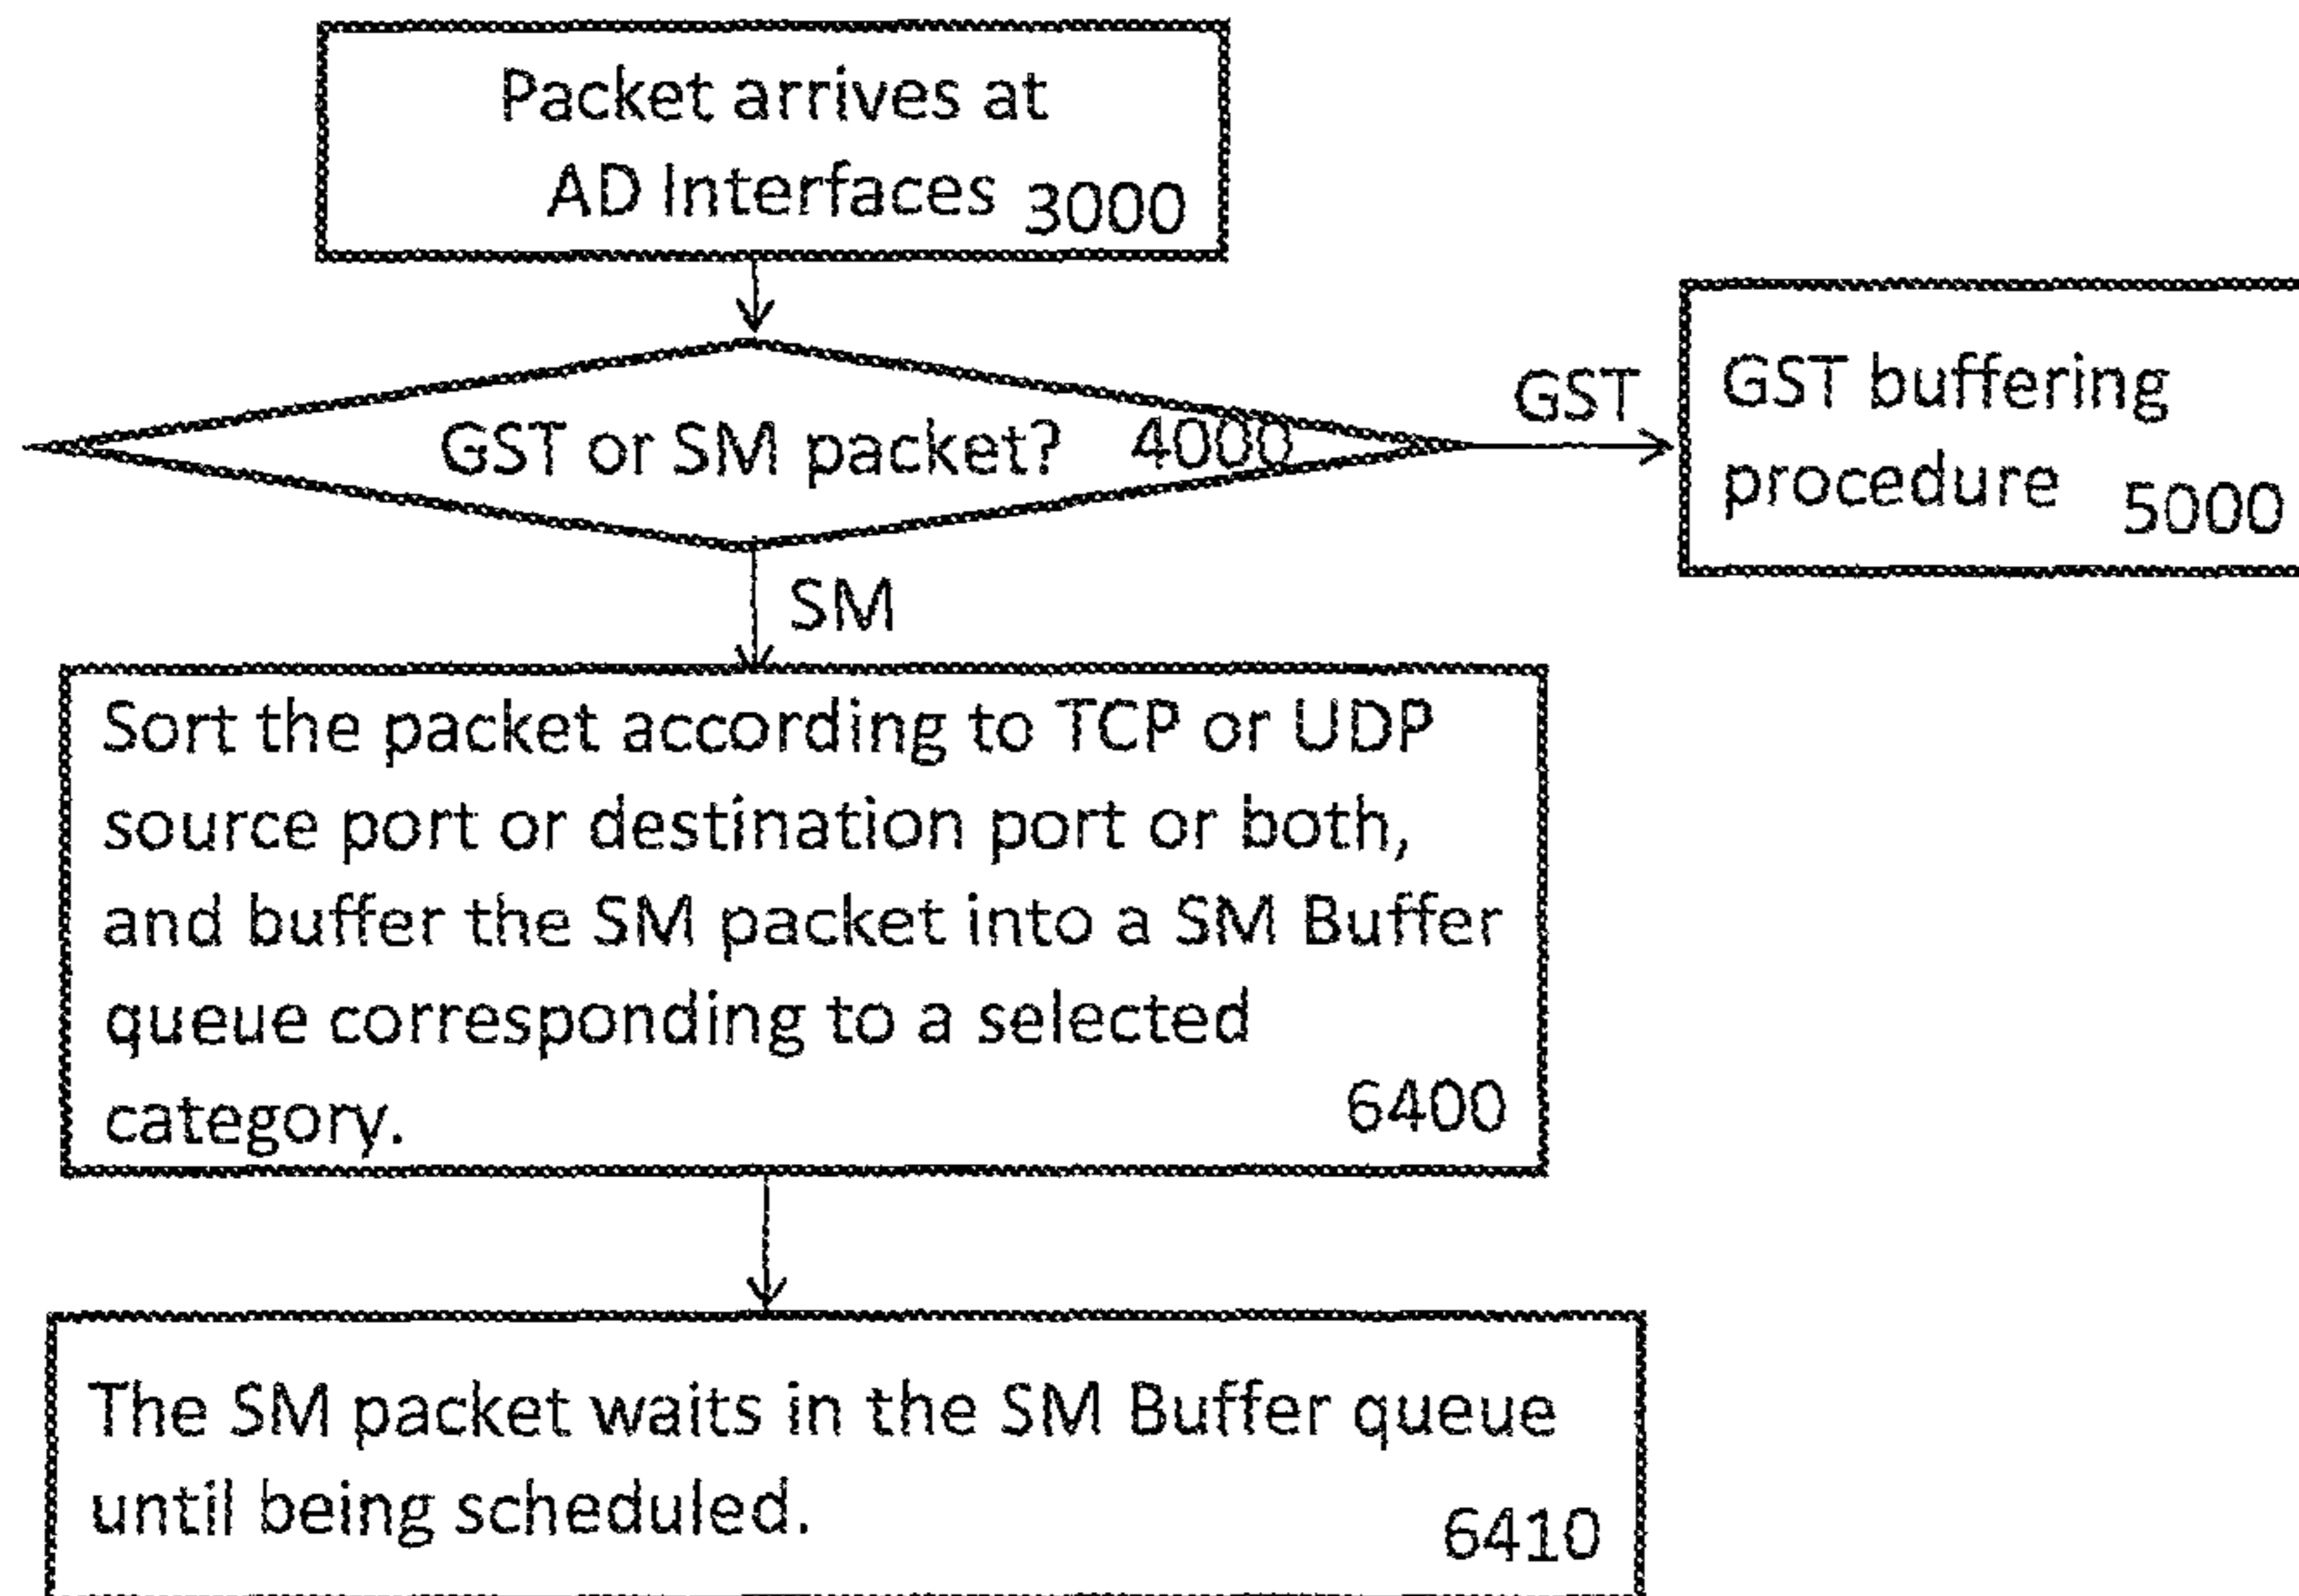 Packet arrives at
AD Interfaces 3000
GST or SM packet? 4000
GST
GST buffering
procedure 5000
SM
Sort the packet according to TCP or UDP
source port or destination port or both,
and buffer the SM packet into a SM Buffer
queue corresponding to a selected
category. 6400
The SM packet waits in the SM Buffer queue
until being scheduled. 6410